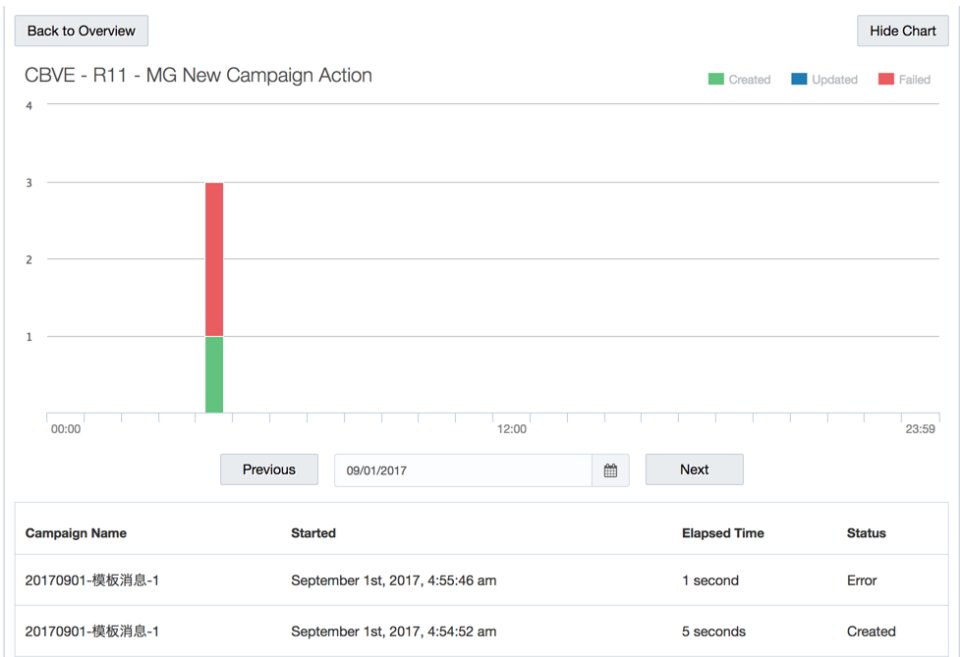 Back to Overview
Hide Chart
CBVE - R11 - MG New Campaign Action
Created Updated Failed
4
3
2
1
00:00 12:00 23:59
Previous 09/01/2017 Next
Campaign Name Started Elapsed Time Status
20170901-模板消息-1 September 1st, 2017, 4:55:46 am 1 second Error
20170901-模板消息-1 September 1st, 2017, 4:54:52 am 5 seconds Created